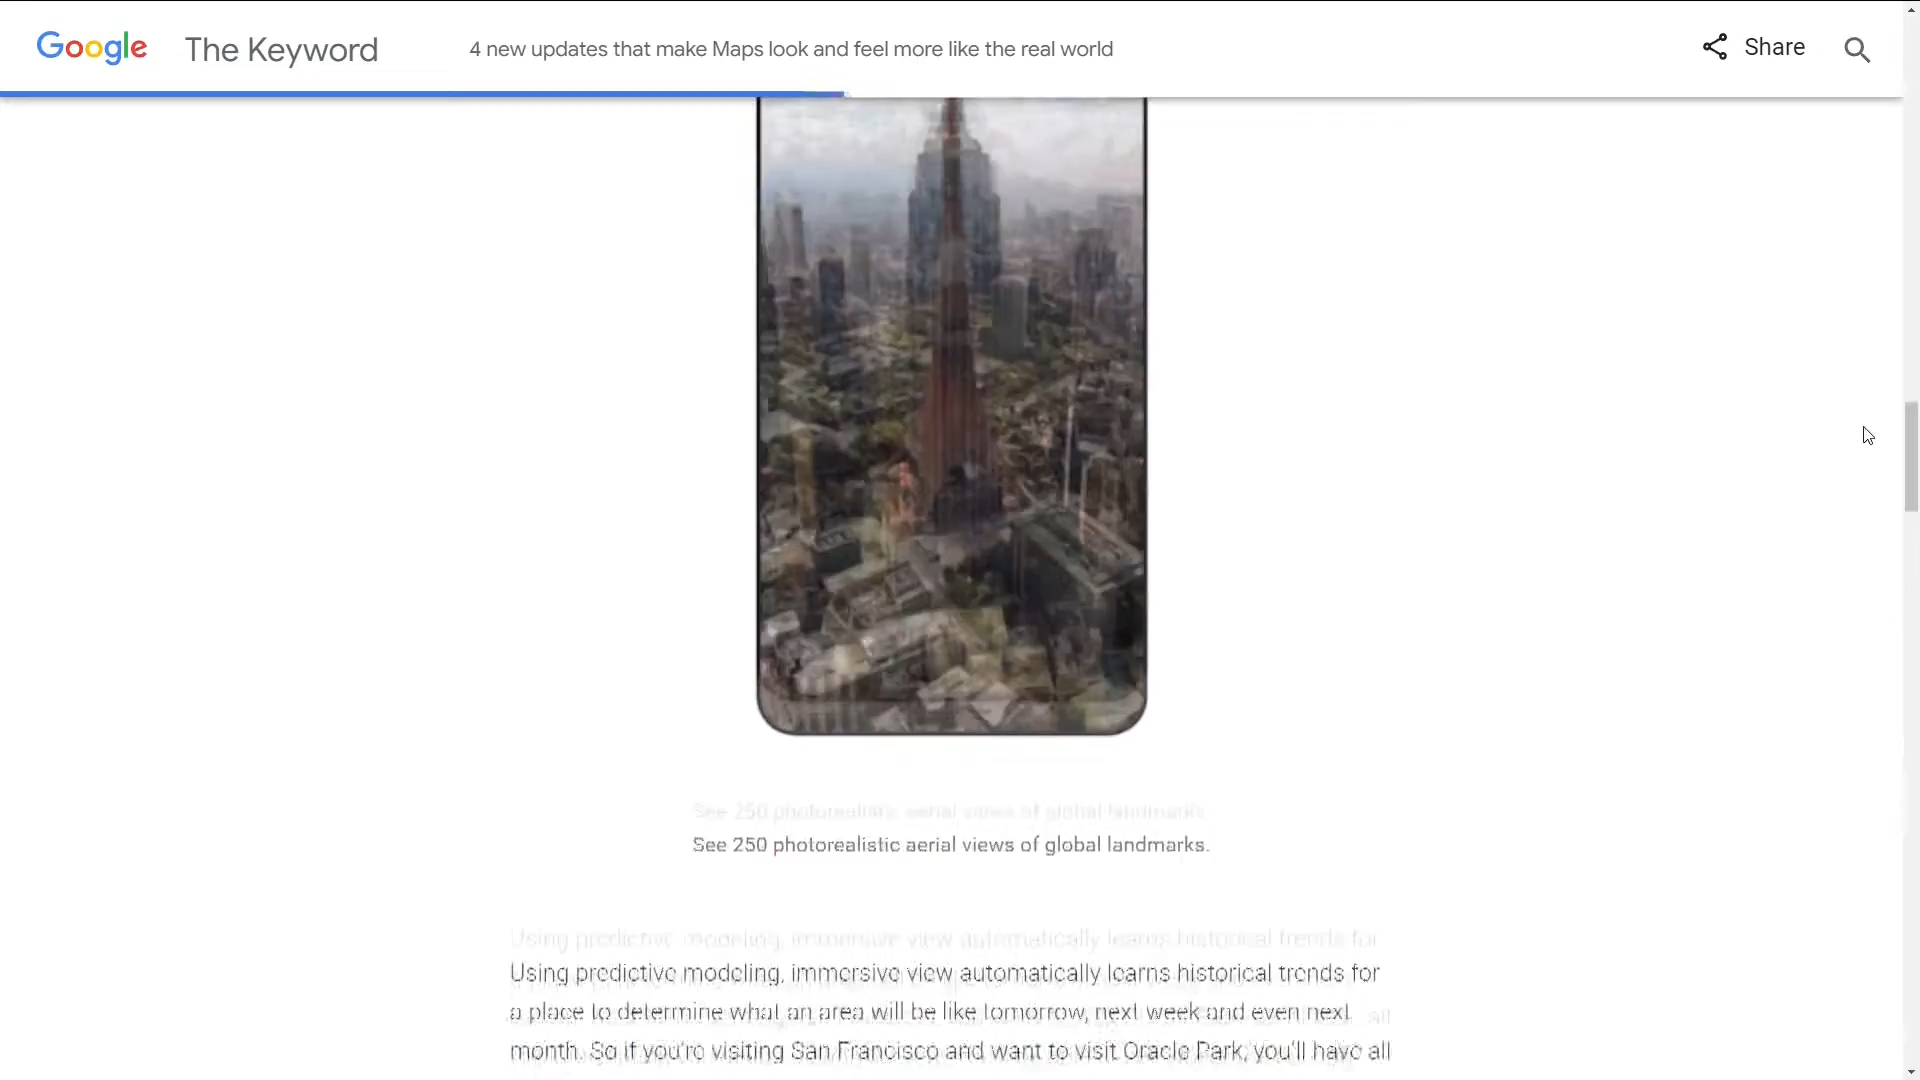 Google The Keyword 4 new updates that make Maps look and feel more like the real world Share
See 250 photorealistic aerial views of global landmarks.
Using predictive modeling, immersive view automatically learns historical trends for
a place to determine what an area will be like tomorrow, next week and even next
month. So if you're visiting San Francisco and want to visit Oracle Park, you'll have all